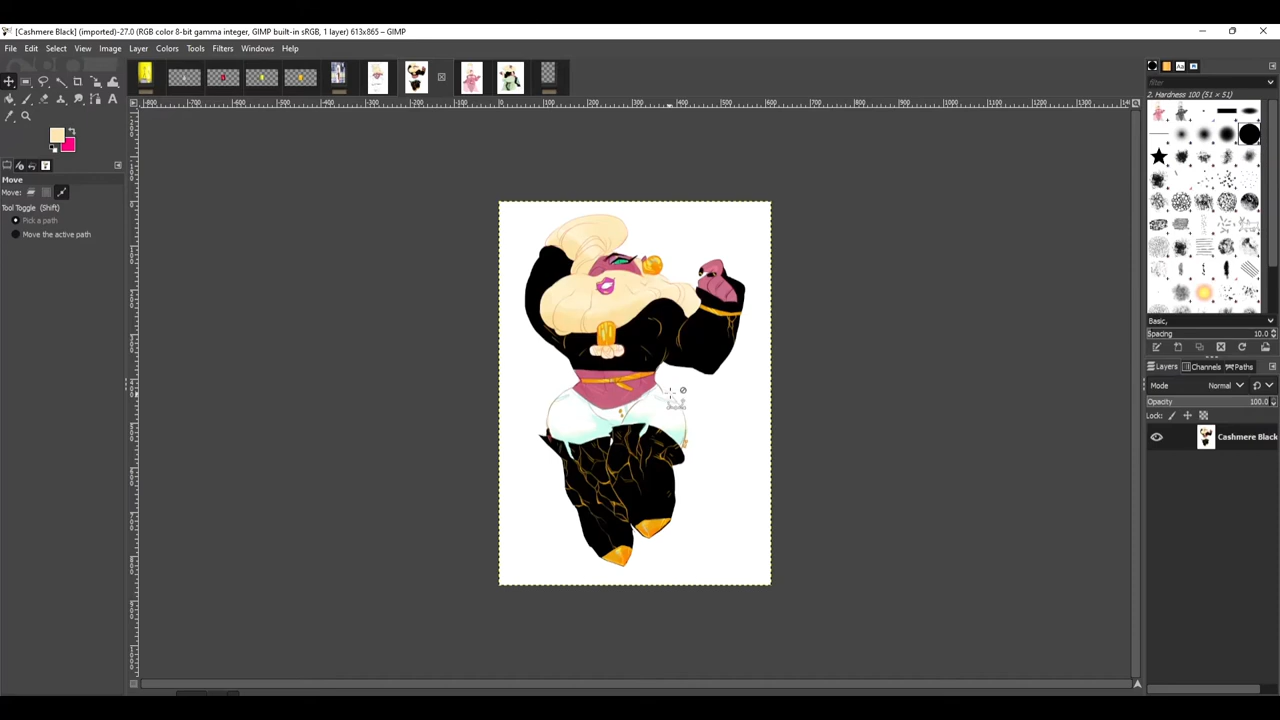 [Cashmere Black] (imported)-27.0 (RGB color 8-bit gamma integer, GIMP built-in sRGB, 1 layer) 613x865 – GIMP
File Edit Select View Image Layer Colors Tools Filters Windows Help
filter
2. Hardness 100 (51 × 51)
Move
Move:
Tool Toggle (Shift)
Pick a path
Move the active path
Basic,
Spacing 10.0
Layers Channels Paths
Mode Normal
Opacity 100.0
Lock:
Cashmere Black